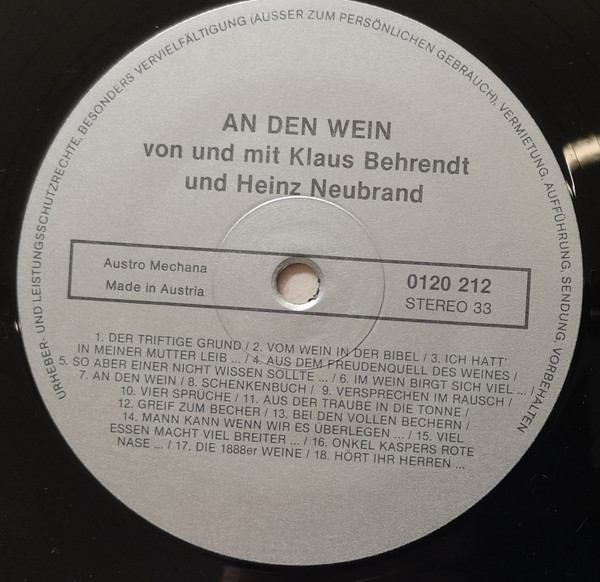 URHEBER- UND LEISTUNGSSCHUTZRECHTE, BESONDERS VERVIELFÄLTIGUNG (AUSSER ZUM PERSÖNLICHEN GEBRAUCH), VERMIETUNG, AUFFÜHRUNG, SENDUNG, VORBEHALTEN
AN DEN WEIN
von und mit Klaus Behrendt
und Heinz Neubrand
Austro Mechana
Made in Austria
0120 212
STEREO 33
1. DER TRIFTIGE GRUND / 2. VOM WEIN IN DER BIBEL / 3. ICH HATT'
IN MEINER MUTTER LEIB ... / 4. AUS DEM FREUDENQUELL DES WEINES /
5. SO ABER EINER NICHT WISSEN SOLLTE ... / 6. IM WEIN BIRGT SICH VIEL ... /
7. AN DEN WEIN / 8. SCHENKENBUCH / 9. VERSPRECHEN IM RAUSCH /
10. VIER SPRÜCHE / 11. AUS DER TRAUBE IN DIE TONNE /
12. GREIF ZUM BECHER / 13. BEI DEN VOLLEN BECHERN /
14. MANN KANN WENN WIR ES ÜBERLEGEN ... / 15. VIEL
ESSEN MACHT VIEL BREITER ... / 16. ONKEL KASPERS ROTE
NASE ... / 17. DIE 1888er WEINE / 18. HÖRT IHR HERREN ...